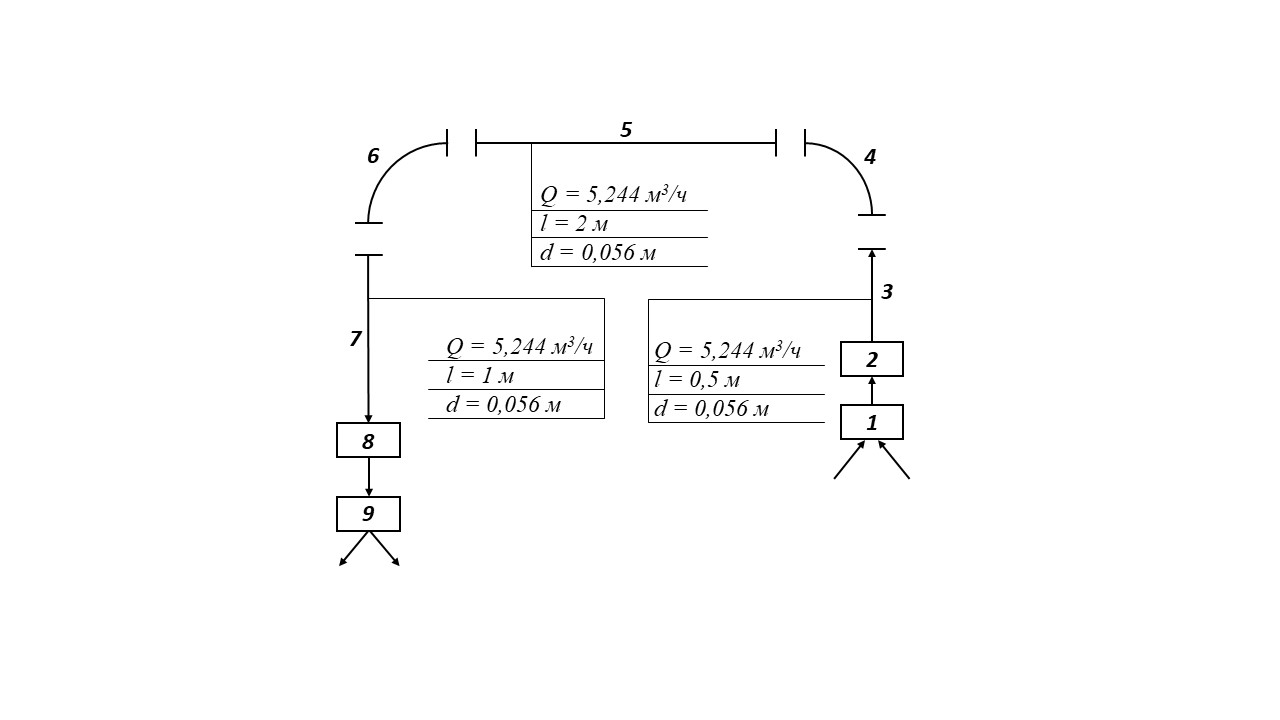 5
6
4
Q = 5,244 м³/ч
l = 2 м
d = 0,056 м
3
7
Q = 5,244 м³/ч
l = 1 м
d = 0,056 м
Q = 5,244 м³/ч
l = 0,5 м
d = 0,056 м
2
1
8
9